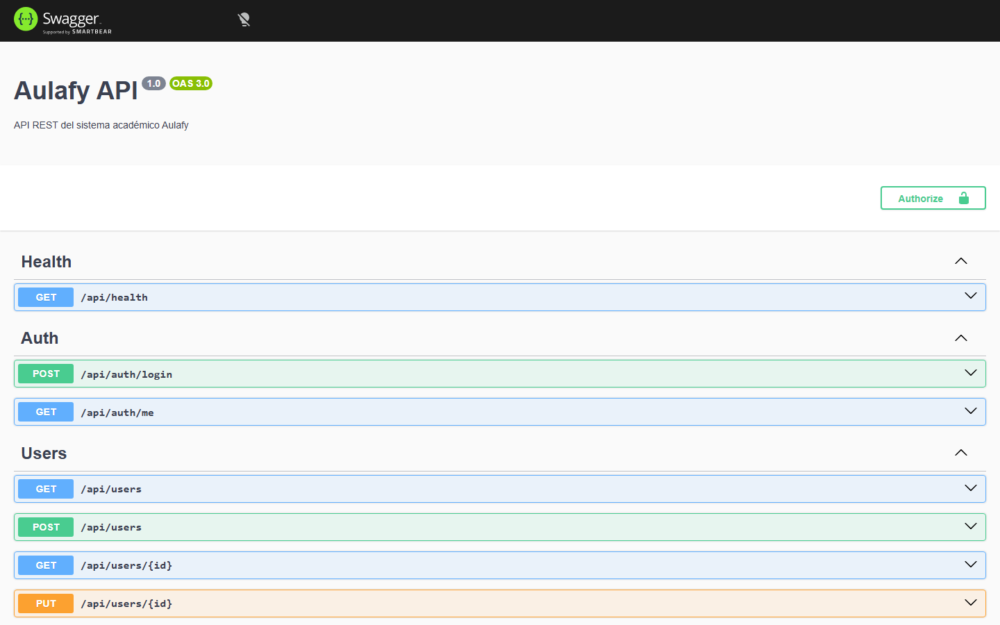 Swagger
Supported by SMARTBEAR
Aulafy API 1.0 OAS 3.0
API REST del sistema académico Aulafy
Authorize
Health
GET /api/health
Auth
POST /api/auth/login
GET /api/auth/me
Users
GET /api/users
POST /api/users
GET /api/users/{id}
PUT /api/users/{id}